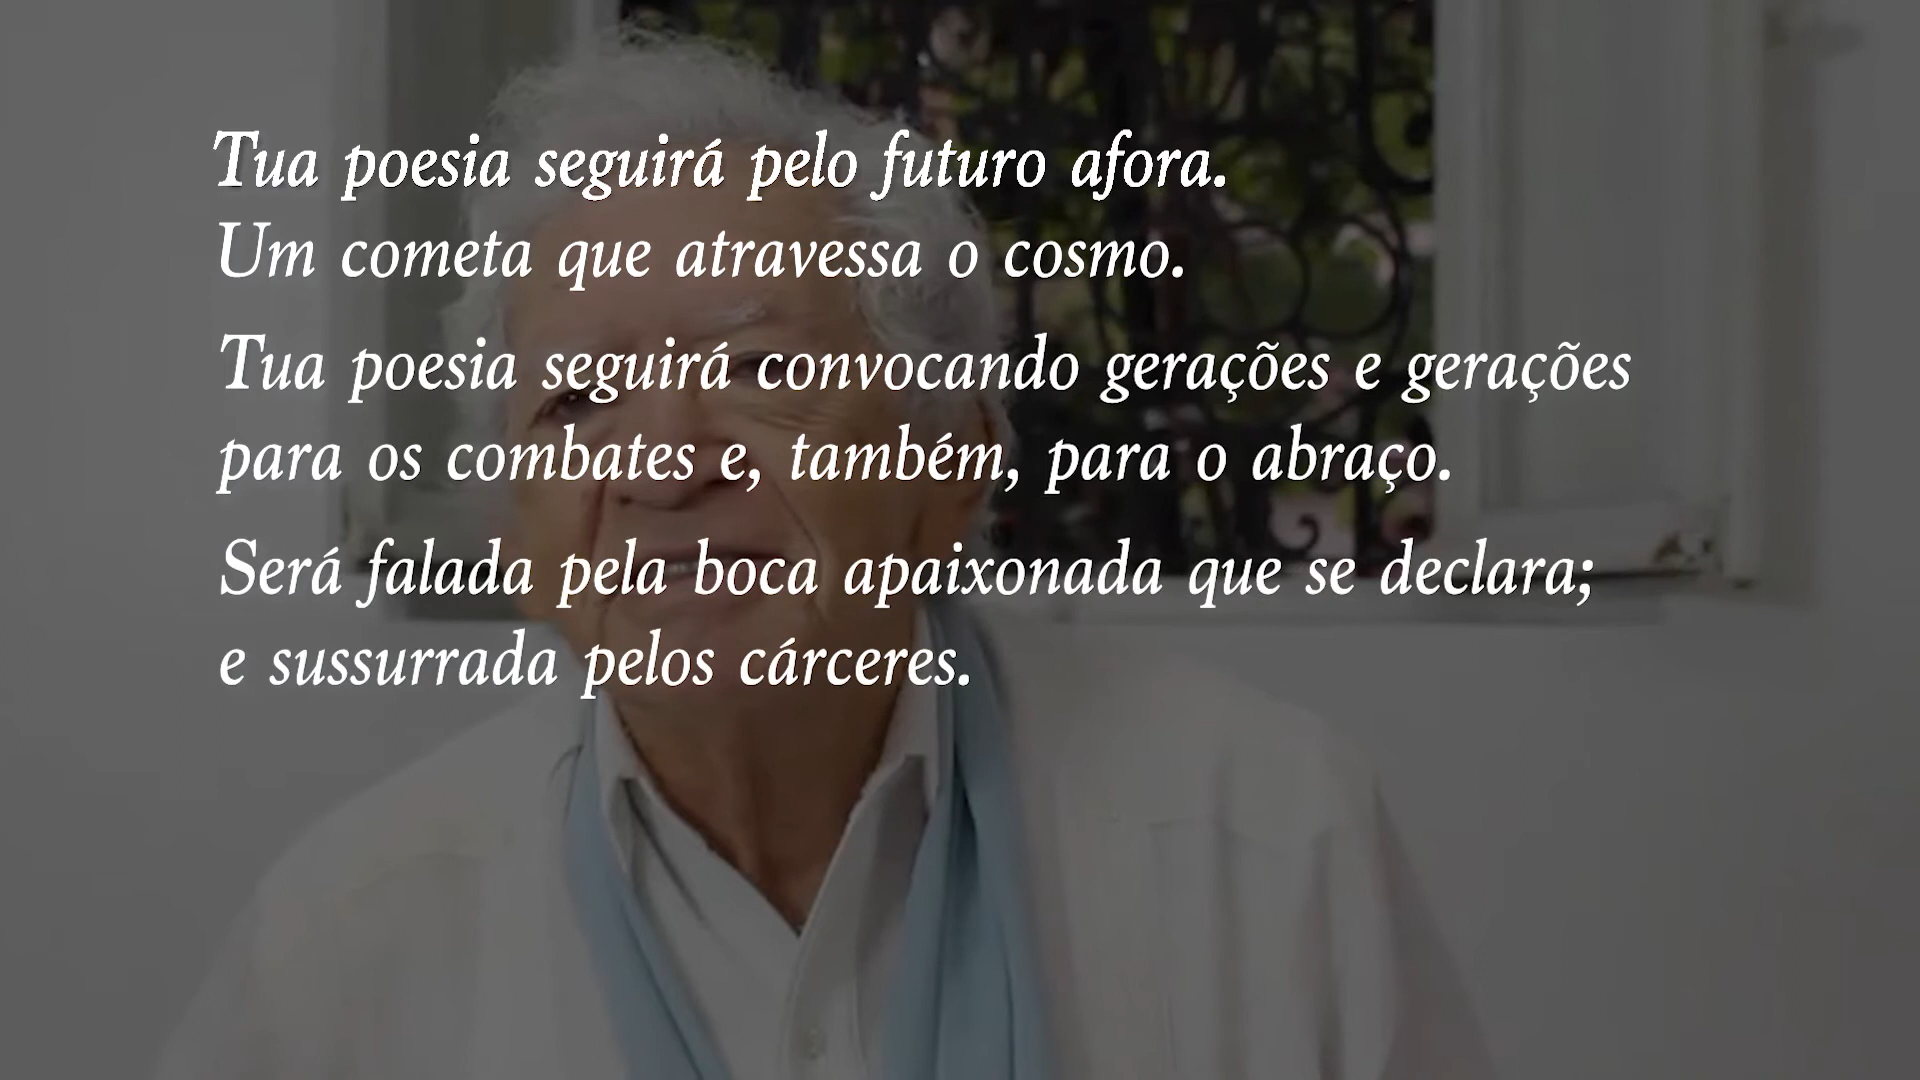 Tua poesia seguirá pelo futuro afora.
Um cometa que atravessa o cosmo.
Tua poesia seguirá convocando gerações e gerações
para os combates e, também, para o abraço.
Será falada pela boca apaixonada que se declara;
e sussurrada pelos cárceres.